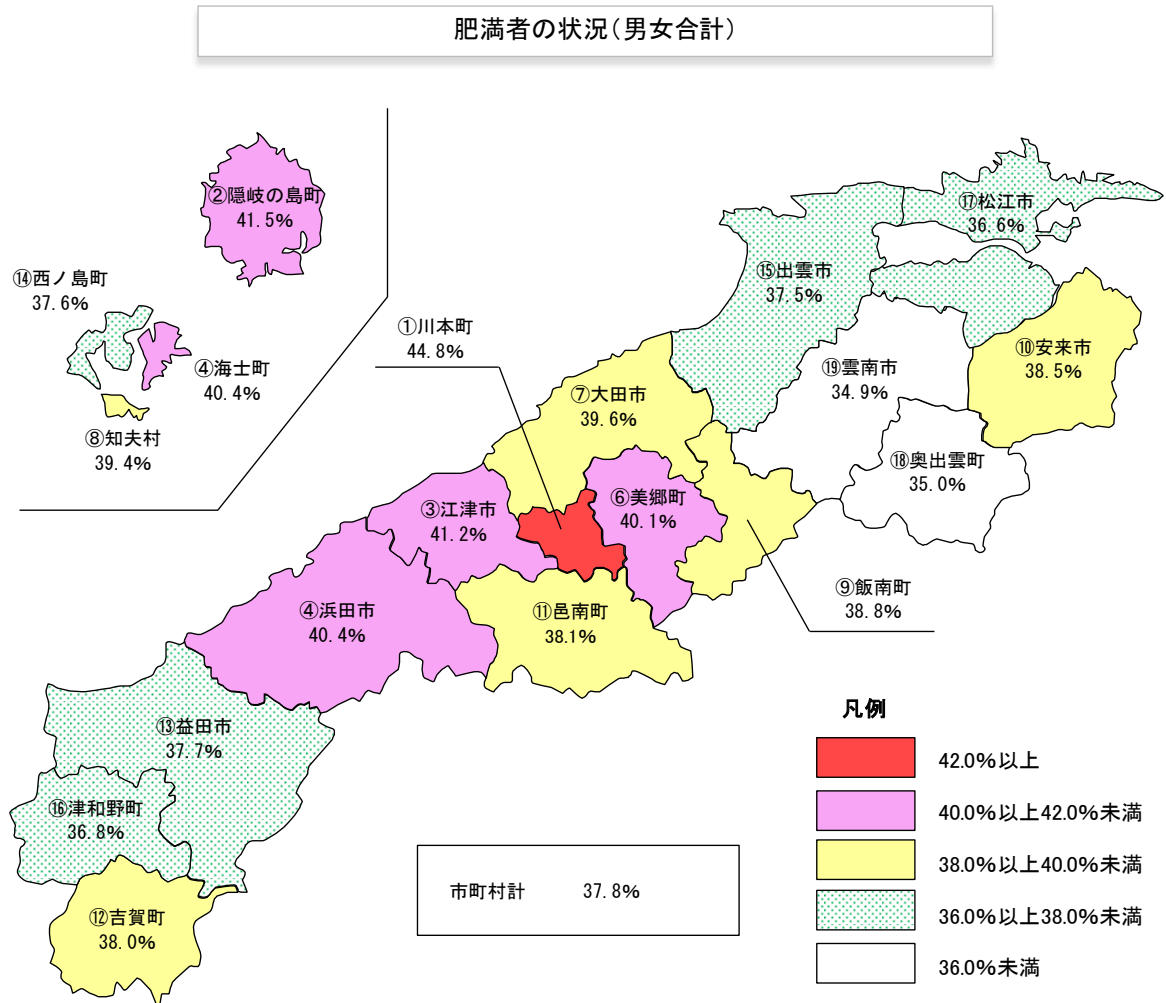 肥満者の状況(男女合計)
②隠岐の島町
41.5%
⑭西ノ島町
37.6%
④海士町
40.4%
⑧知夫村
39.4%
①川本町
44.8%
⑰松江市
36.6%
⑮出雲市
37.5%
⑩安来市
38.5%
⑲雲南市
34.9%
⑦大田市
39.6%
⑱奥出雲町
35.0%
⑥美郷町
40.1%
③江津市
41.2%
⑨飯南町
38.8%
④浜田市
40.4%
⑪邑南町
38.1%
⑬益田市
37.7%
⑯津和野町
36.8%
⑫吉賀町
38.0%
市町村計 37.8%
凡例
42.0%以上
40.0%以上42.0%未満
38.0%以上40.0%未満
36.0%以上38.0%未満
36.0%未満